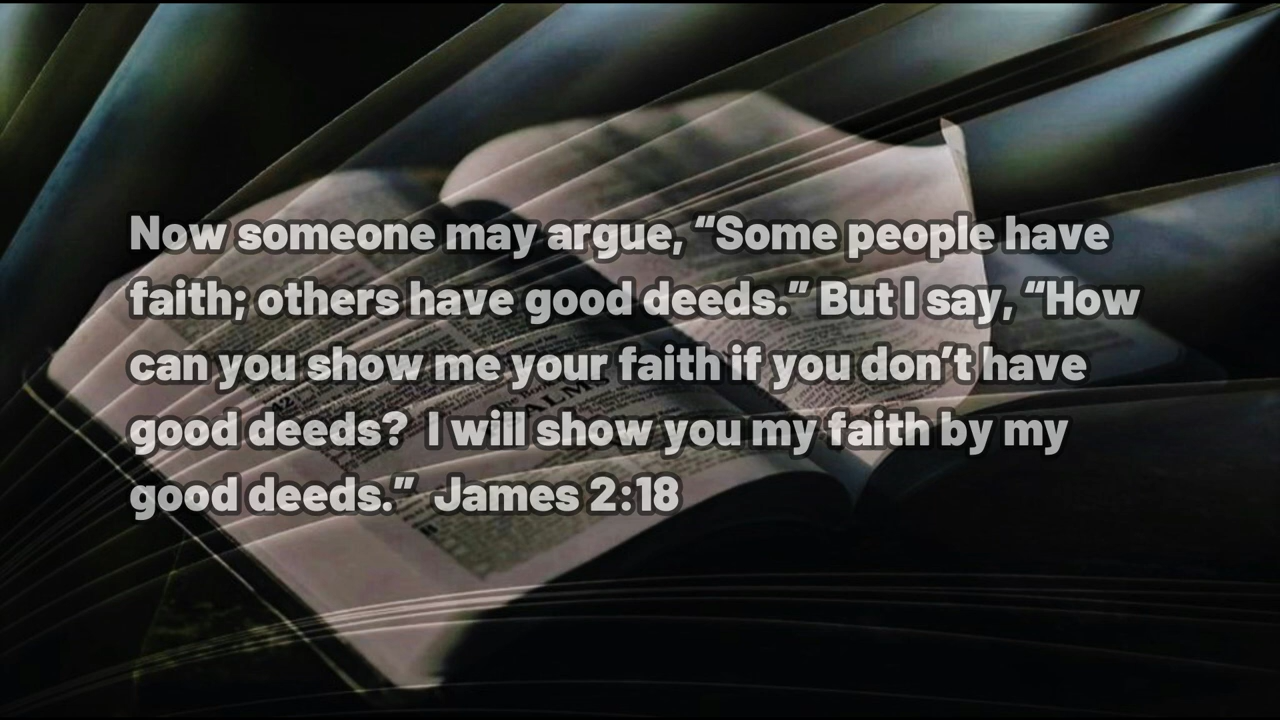 Now someone may argue, “Some people have
faith; others have good deeds.” But I say, “How
can you show me your faith if you don’t have
good deeds?  I will show you my faith by my
good deeds.”  James 2:18